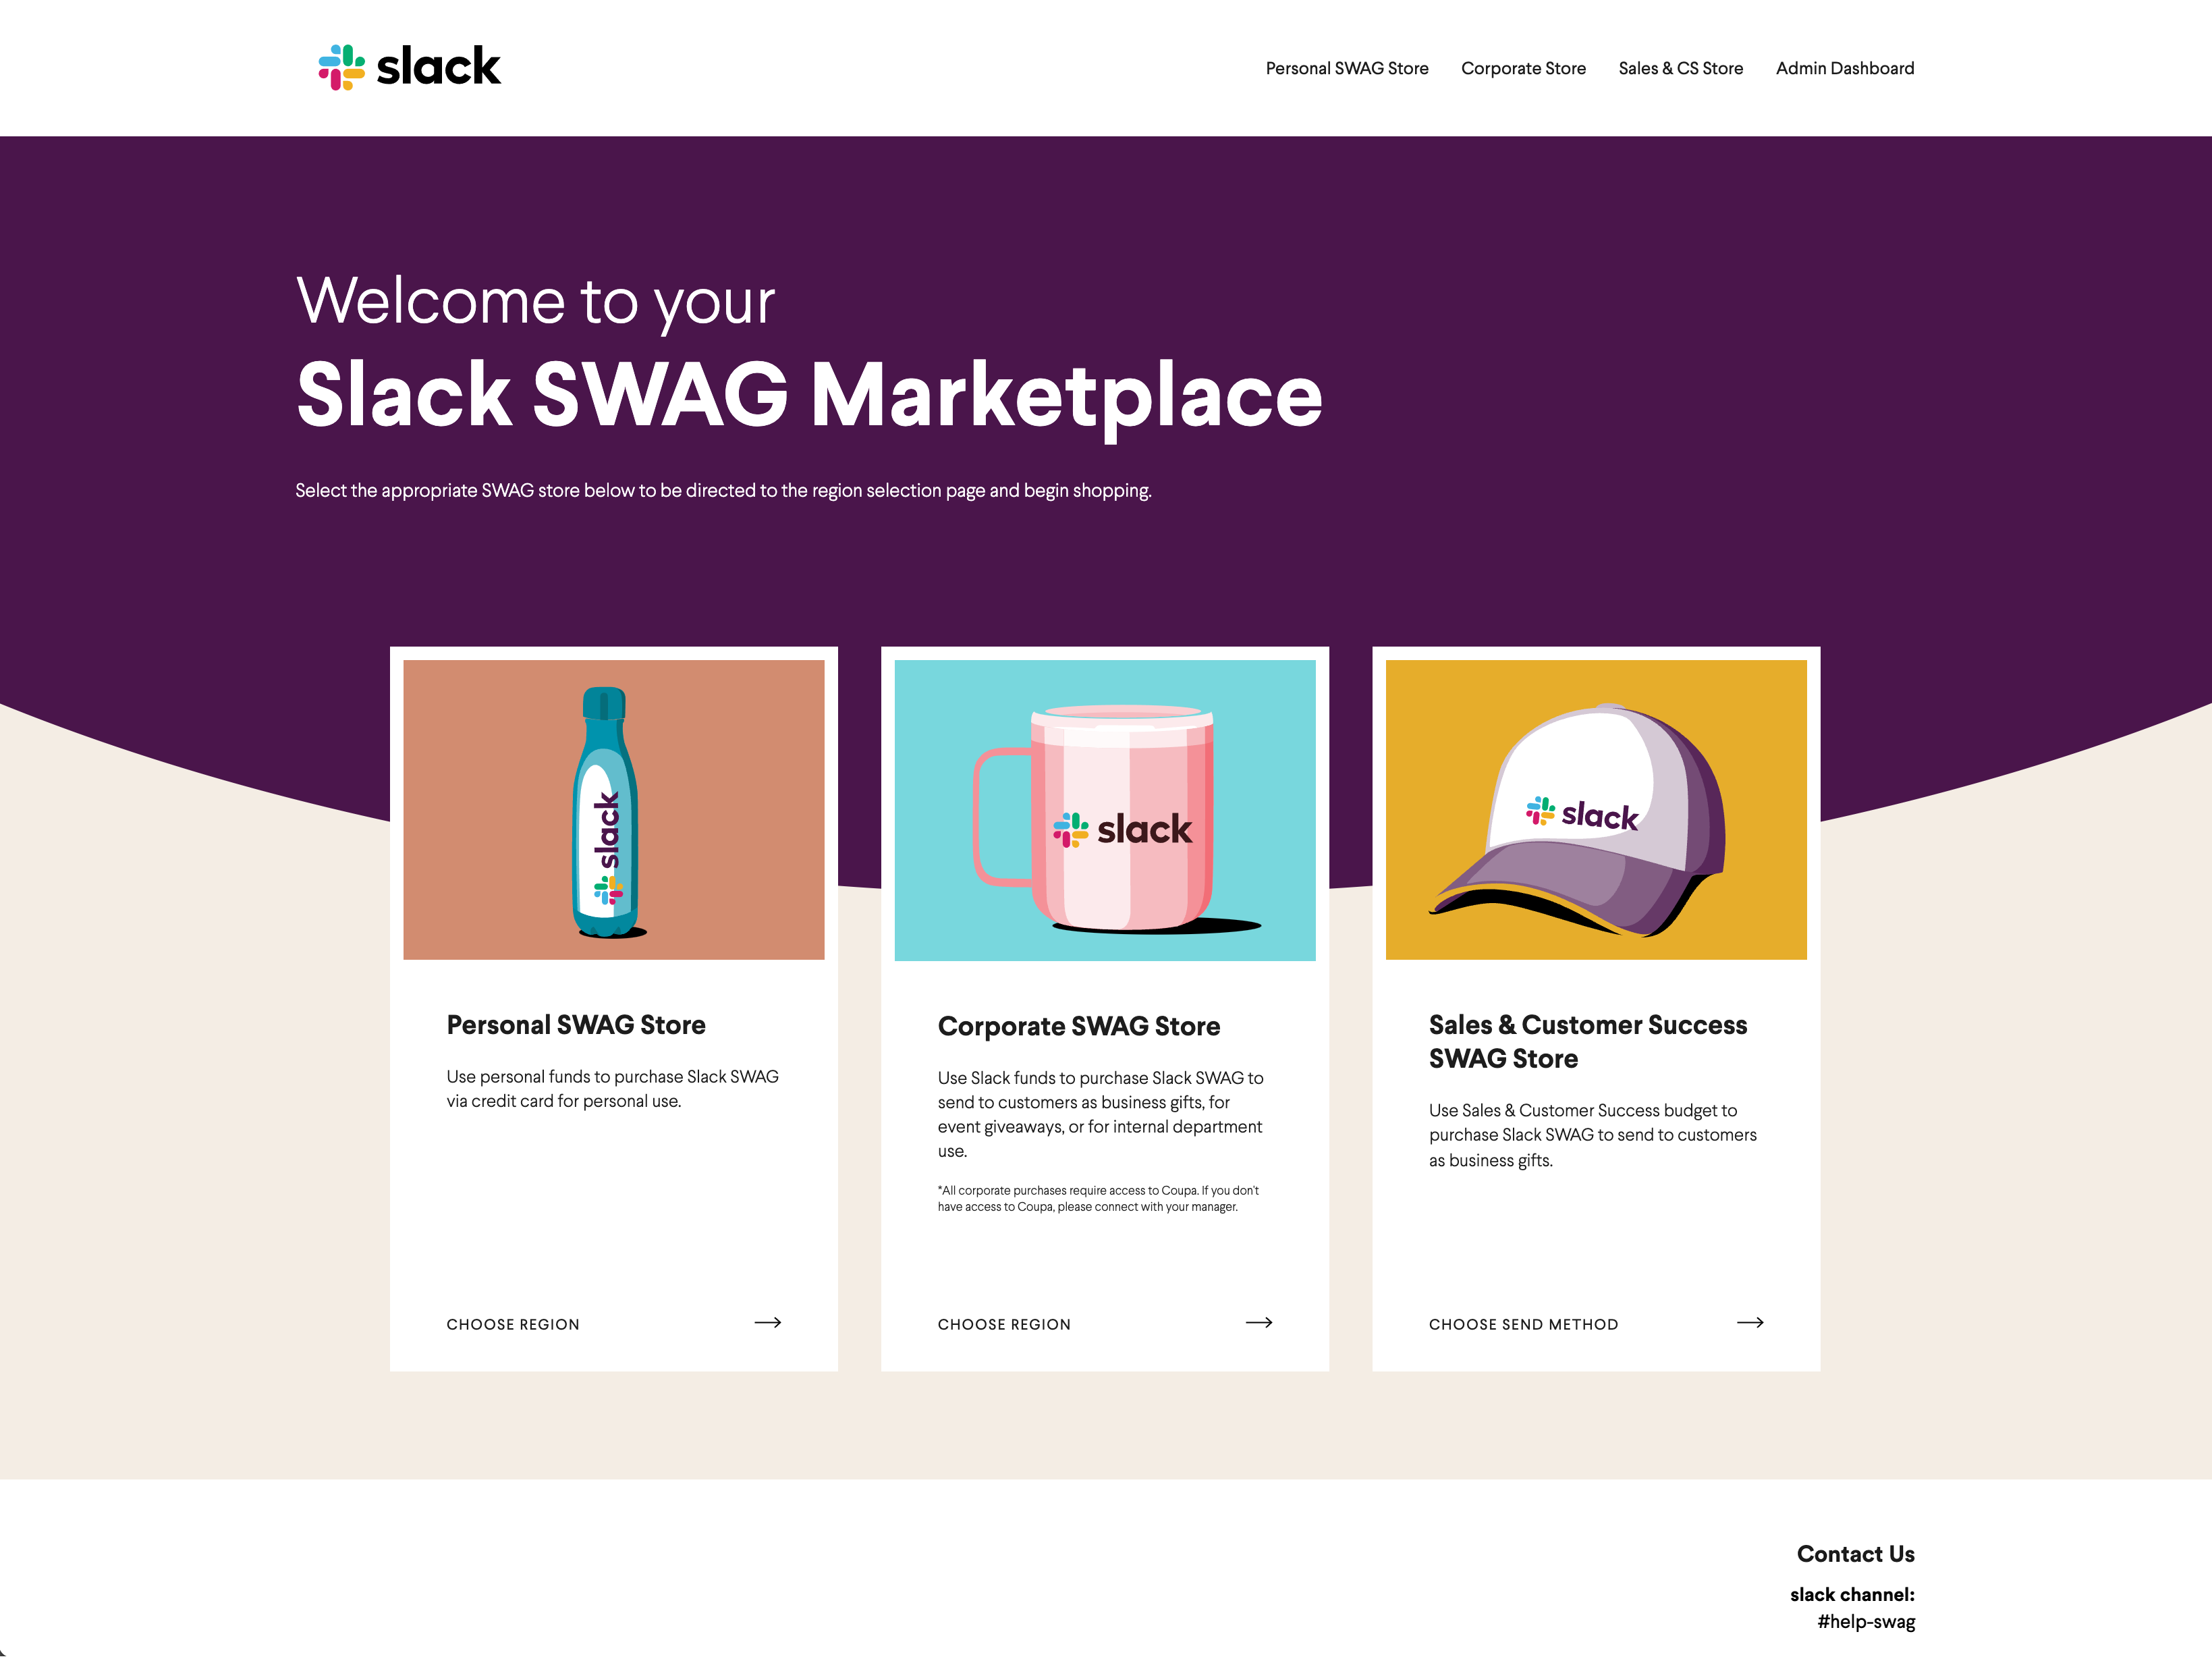 slack
Personal SWAG Store
Corporate Store
Sales & CS Store
Admin Dashboard
Welcome to your
Slack SWAG Marketplace
Select the appropriate SWAG store below to be directed to the region selection page and begin shopping.
slack
Personal SWAG Store
Use personal funds to purchase Slack SWAG
via credit card for personal use.
CHOOSE REGION
slack
Corporate SWAG Store
Use Slack funds to purchase Slack SWAG to
send to customers as business gifts, for
event giveaways, or for internal department
use.
*All corporate purchases require access to Coupa. If you don't
have access to Coupa, please connect with your manager.
CHOOSE REGION
slack
Sales & Customer Success
SWAG Store
Use Sales & Customer Success budget to
purchase Slack SWAG to send to customers
as business gifts.
CHOOSE SEND METHOD
Contact Us
slack channel:
#help-swag